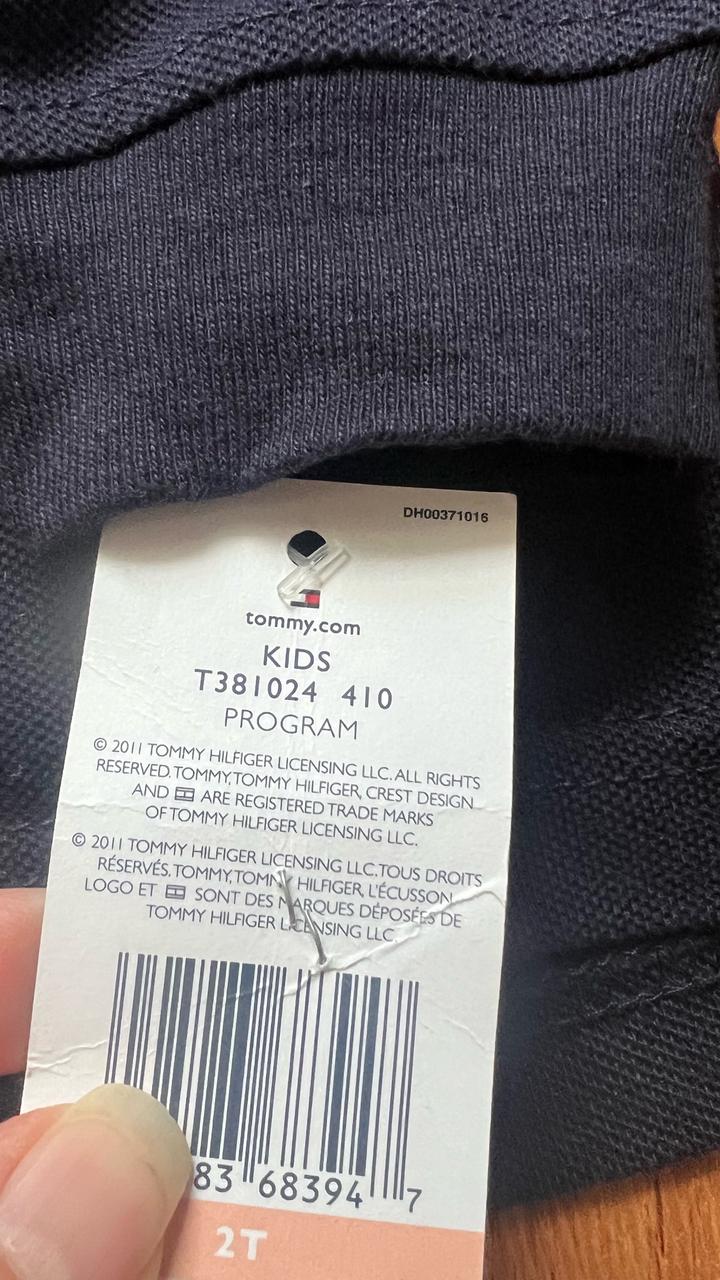 DH00371016
tommy.com
KIDS
T381024 410
PROGRAM
© 2011 TOMMY HILFIGER LICENSING LLC. ALL RIGHTS
RESERVED. TOMMY, TOMMY HILFIGER, CREST DESIGN
AND ARE REGISTERED TRADE MARKS
OF TOMMY HILFIGER LICENSING LLC.
© 2011 TOMMY HILFIGER LICENSING LLC. TOUS DROITS
RÉSERVÉS, TOMMY, TOMMY HILFIGER, L'ÉCUSSON
LOGO ET SONT DES MARQUES DÉPOSÉES DE
TOMMY HILFIGER LICENSING LLC.
83 68394 7
2T